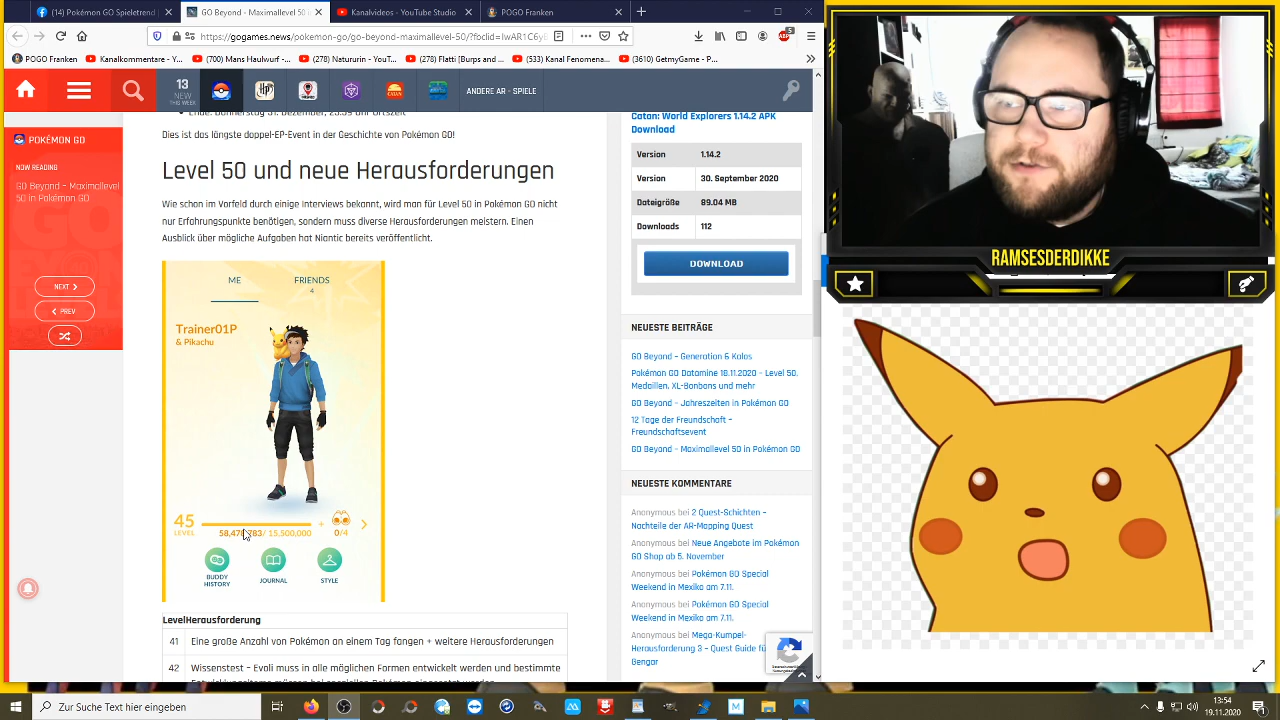 (14) POGO Spieletrend
GO Beyond – Maximallevel 50 i
Kanalvideos - YouTube Studio
POGO Franken
https://gogames.news/pokemon-go/go-beyond-maximallevel-50/?fbclid=IwAR1C6yE
POGO Franken
Kanalkommentare - Y...
(700) Mans Haulwurf - ...
(278) Natururin - YouT...
(278) Flatti [Burps and ...
(533) Kanal Fenomena...
(3610) GetmyGame - P...
13
NEW
THIS WEEK
ANDERE AR - SPIELE
POKÉMON GO
NOW READING
GO Beyond – Maximallevel
50 in Pokémon GO
NEXT
PREV
Dies ist das längste doppel-EP-Event in der Geschichte von Pokémon GO!
Level 50 und neue Herausforderungen
Wie schon im Vorfeld durch einige Interviews bekannt, wird man für Level 50 in Pokémon GO nicht
nur Erfahrungspunkte benötigen, sondern muss diverse Herausforderungen meistern. Einen
Ausblick über mögliche Aufgaben hat Niantic bereits veröffentlicht.
ME
FRIENDS
4
Trainer01P
& Pikachu
45
LEVEL
/ 15,500,000
0/4
BUDDY
HISTORY
JOURNAL
STYLE
LevelHerausforderung
41 Eine große Anzahl von Pokémon an einem Tag fangen + weitere Herausforderungen
42 Wissenstest – Evoli muss in alle möglichen Formen entwickelt werden und bestimmte
Catan: World Explorers 1.14.2 APK
Download
Version 1.14.2
Version 30. September 2020
Dateigröße 89.04 MB
Downloads 112
DOWNLOAD
NEUESTE BEITRÄGE
GO Beyond – Generation 6 Kalos
Pokémon GO Datamine 18.11.2020 – Level 50,
Medaillen, XL-Bonbons und mehr
GO Beyond – Jahreszeiten in Pokémon GO
12 Tage der Freundschaft –
Freundschaftsevent
GO Beyond – Maximallevel 50 in Pokémon GO
NEUESTE KOMMENTARE
Anonymous bei 2 Quest-Schichten –
Nachteile der AR-Mapping Quest
Anonymous bei Neue Angebote im Pokémon
GO Shop ab 5. November
Anonymous bei Pokémon GO Special
Weekend in Mexiko am 7.11.
Anonymous bei Pokémon GO Special
Weekend in Mexiko am 7.11.
Anonymous bei Mega-Kumpel-
Herausforderung 3 – Quest Guide fü
Gengar
RAMSESDERDIKKE
Zur Suche Text hier eingeben
13:54
19.11.2020